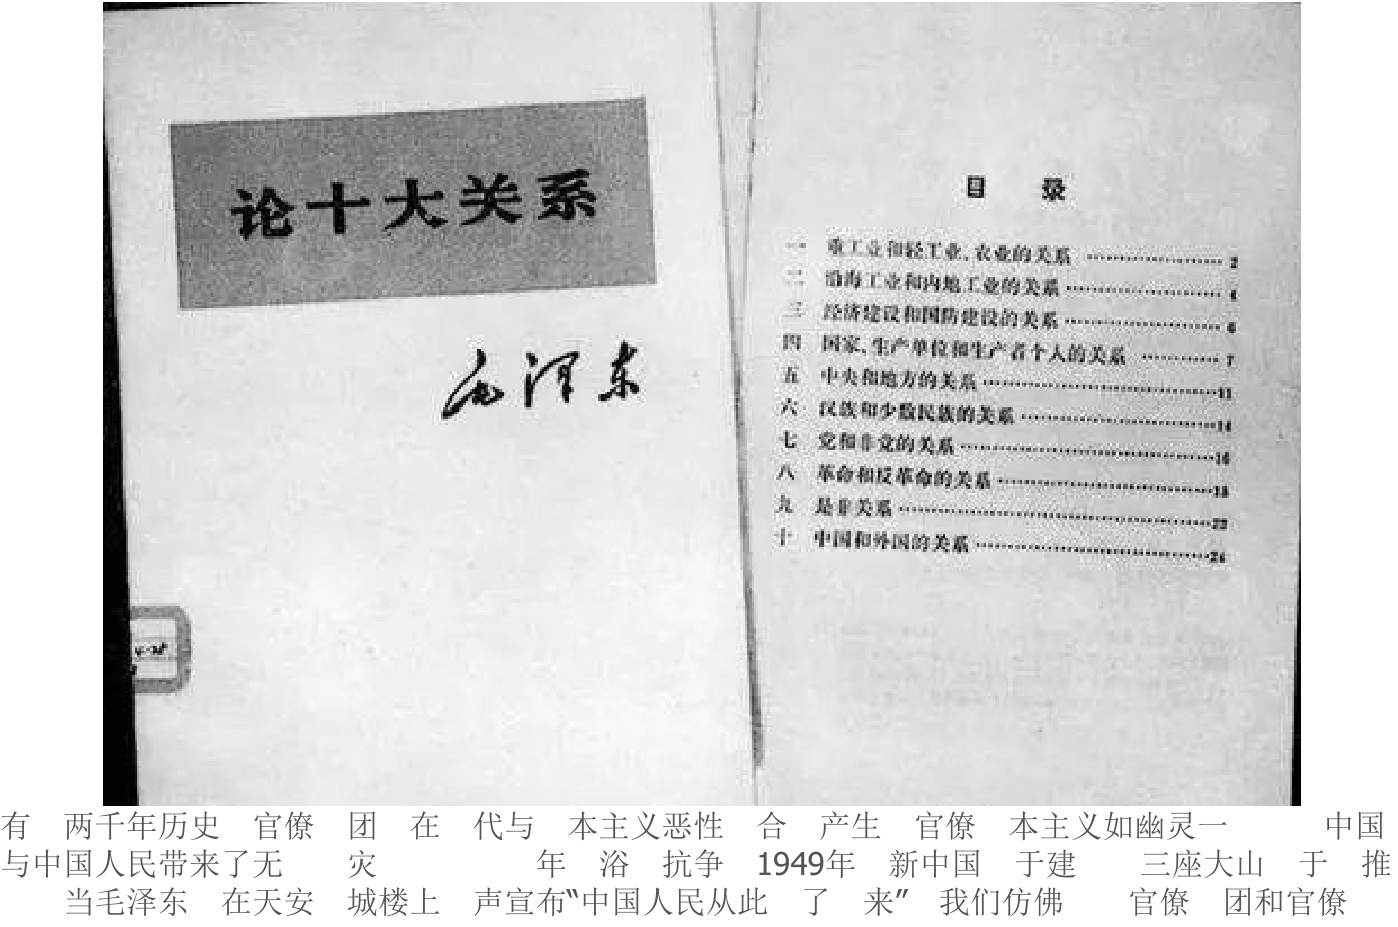 论十大关系
毛泽东
目 录
一 重工业和轻工业、农业的关系 2
二 沿海工业和内地工业的关系 4
三 经济建设和国防建设的关系 6
四 国家、生产单位和生产者个人的关系 7
五 中央和地方的关系 11
六 汉族和少数民族的关系 14
七 党和非党的关系 16
八 革命和反革命的关系 18
九 是非关系 22
十 中国和外国的关系 24
有 两千年历史 官僚 团 在 代与 本主义恶性 合 产生 官僚 本主义如幽灵一 中国
与中国人民带来了无 灾 年 浴 抗争 1949年 新中国 于建 三座大山 于 推
当毛泽东 在天安 城楼上 声宣布“中国人民从此 了 来” 我们仿佛 官僚 团和官僚